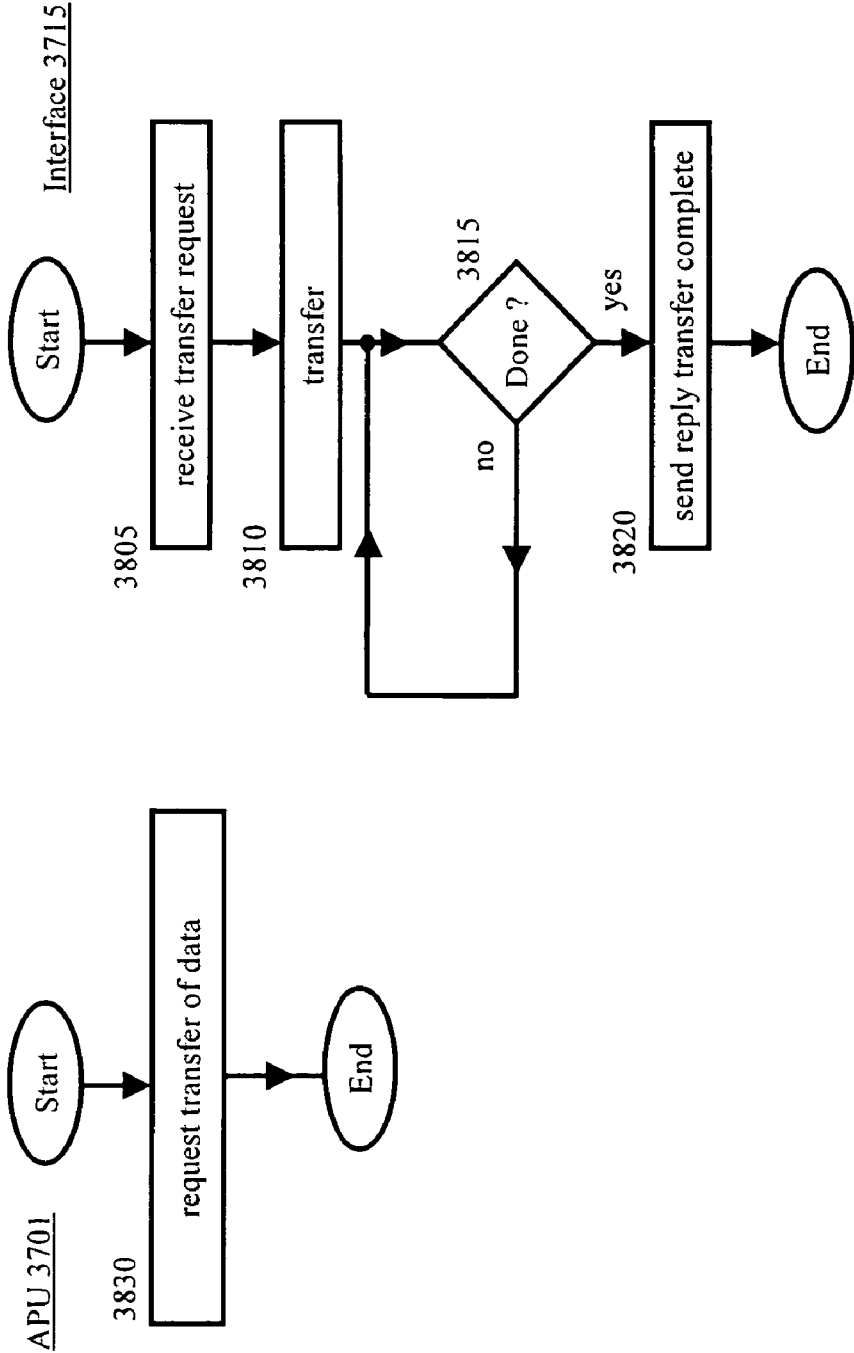 APU 3701
Start
3830
request transfer of data
End
Interface 3715
Start
3805
receive transfer request
3810
transfer
3815
Done ?
no
yes
3820
send reply transfer complete
End